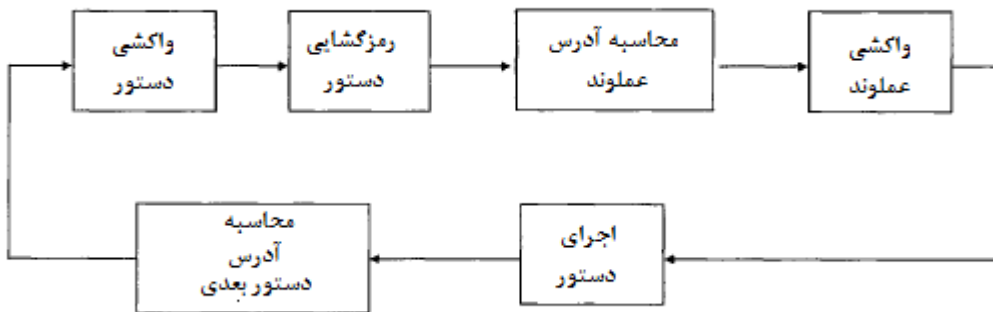 واکشی
دستور
رمزگشایی
دستور
محاسبه آدرس
عملوند
واکشی
عملوند
اجرای
دستور
محاسبه
آدرس
دستور بعدی